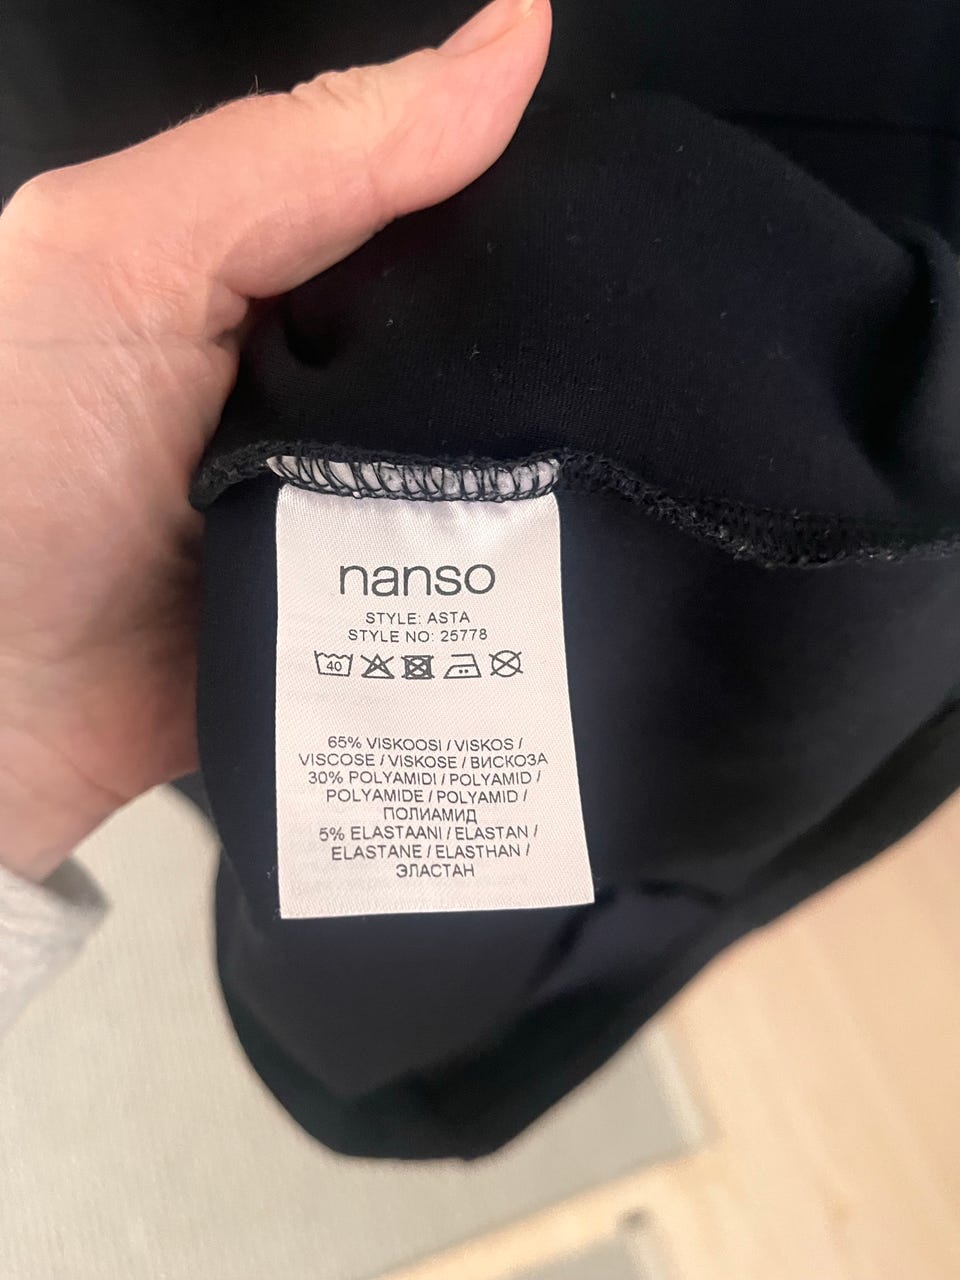 nanso
STYLE: ASTA
STYLE NO: 25778
40
65% VISKOOSI / VISKOS /
VISCOSE / VISKOSE / ВИСКОЗА
30% POLYAMIDI / POLYAMID /
POLYAMIDE / POLYAMID /
ПОЛИАМИД
5% ELASTAANI / ELASTAN /
ELASTANE / ELASTHAN /
ЭЛАСТАН